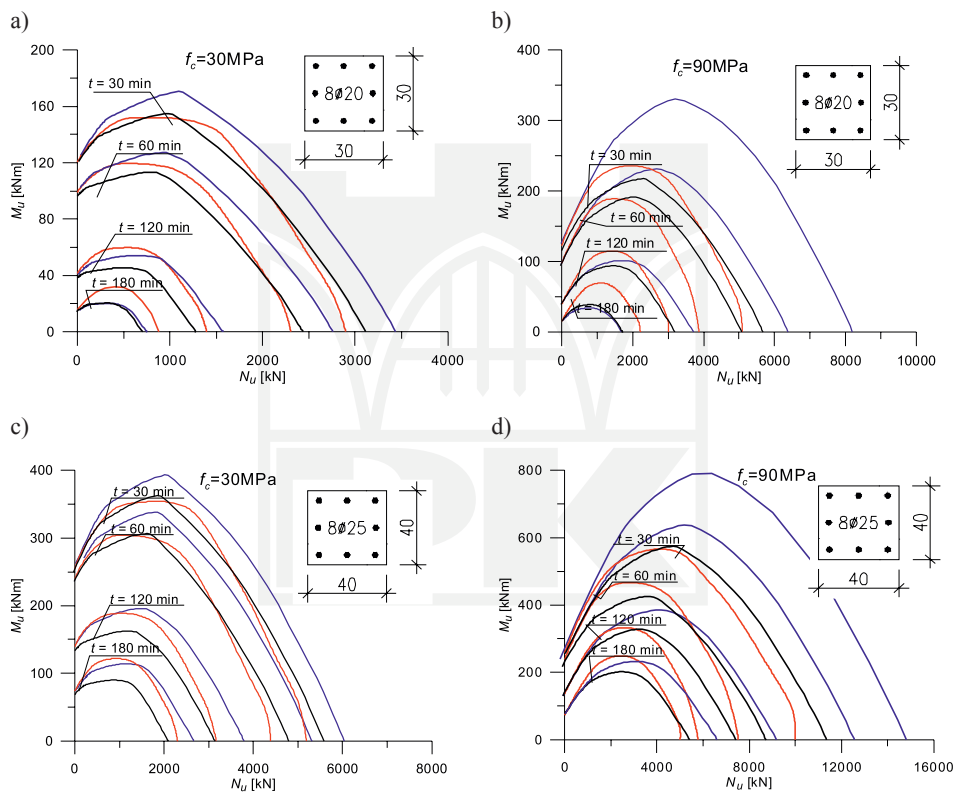 a)
200
160
120
80
40
0
M_u [kNm]
f_c=30MPa
t = 30 min
t = 60 min
t = 120 min
t = 180 min
8ø20
30
30
0
1000
2000
3000
4000
N_u [kN]
b)
400
300
200
100
0
M_u [kNm]
f_c=90MPa
t = 30 min
t = 60 min
t = 120 min
t = 180 min
8ø20
30
30
0
2000
4000
6000
8000
10000
N_u [kN]
c)
400
300
200
100
0
M_u [kNm]
f_c=30MPa
t = 30 min
t = 60 min
t = 120 min
t = 180 min
8ø25
40
40
0
2000
4000
6000
8000
N_u [kN]
d)
800
600
400
200
0
M_u [kNm]
f_c=90MPa
t = 30 min
t = 60 min
t = 120 min
t = 180 min
8ø25
40
40
0
4000
8000
12000
16000
N_u [kN]
PK